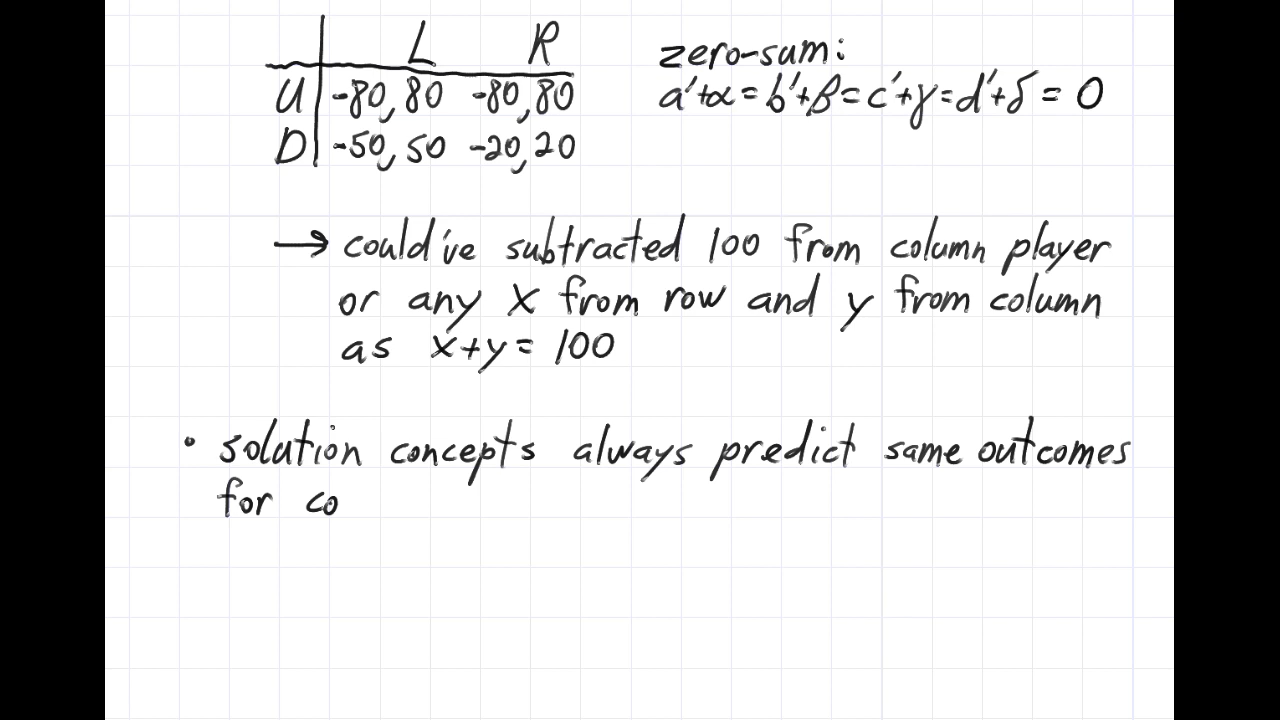 L R
U -80, 80 -80, 80
D -50, 50 -20, 20
zero-sum:
a'+α = b'+β = c'+γ = d'+δ = 0
→ could've subtracted 100 from column player
or any x from row and y from column
as x+y = 100
• solution concepts always predict same outcomes
for co